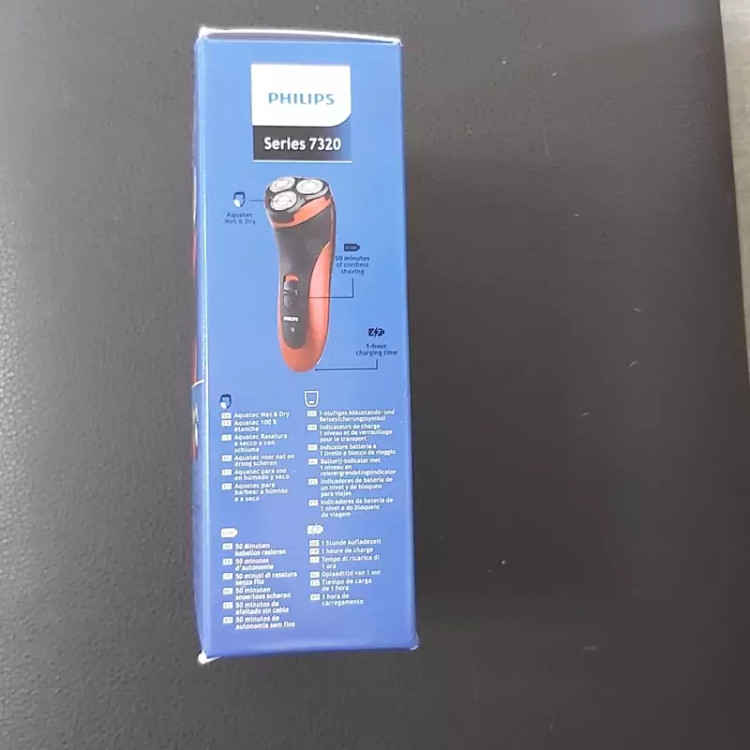 PHILIPS
Series 7320
Aquatec
Wet & Dry
50 minutes
of cordless
shaving
PHILIPS
1-hour
charging time
Aquatec Wet & Dry
Aquatec 100 %
étanche
Aquatec Rasatura
a secco o con
schiuma
Aquatec voor nat en
droog scheren
Aquatec para uso
en húmedo y seco
Aquatec para
barbear a húmido
e a seco
1-stufiges Akkustands- und
Reisesicherungssymbol
Indicateurs de charge
1 niveau et de verrouillage
pour le transport
Indicatore batteria a
1 livello e blocco da viaggio
Batterij-indicator met
1 niveau en
reisvergrendelingsindicator
Indicadores de batería de
un nivel y de bloqueo
para viajes
Indicadores da bateria de
1 nível e do bloqueio
de viagem
50 Minuten
kabellos rasieren
50 minutes
d'autonomie
50 minuti di rasatura
senza filo
50 minuten
snoerloos scheren
50 minutos de
afeitado sin cable
50 minutos de
autonomia sem fios
1 Stunde Aufladezeit
1 heure de charge
Tempo di ricarica di
1 ora
Oplaadtijd van 1 uur
Tiempo de carga
de 1 hora
1 hora de
carregamento